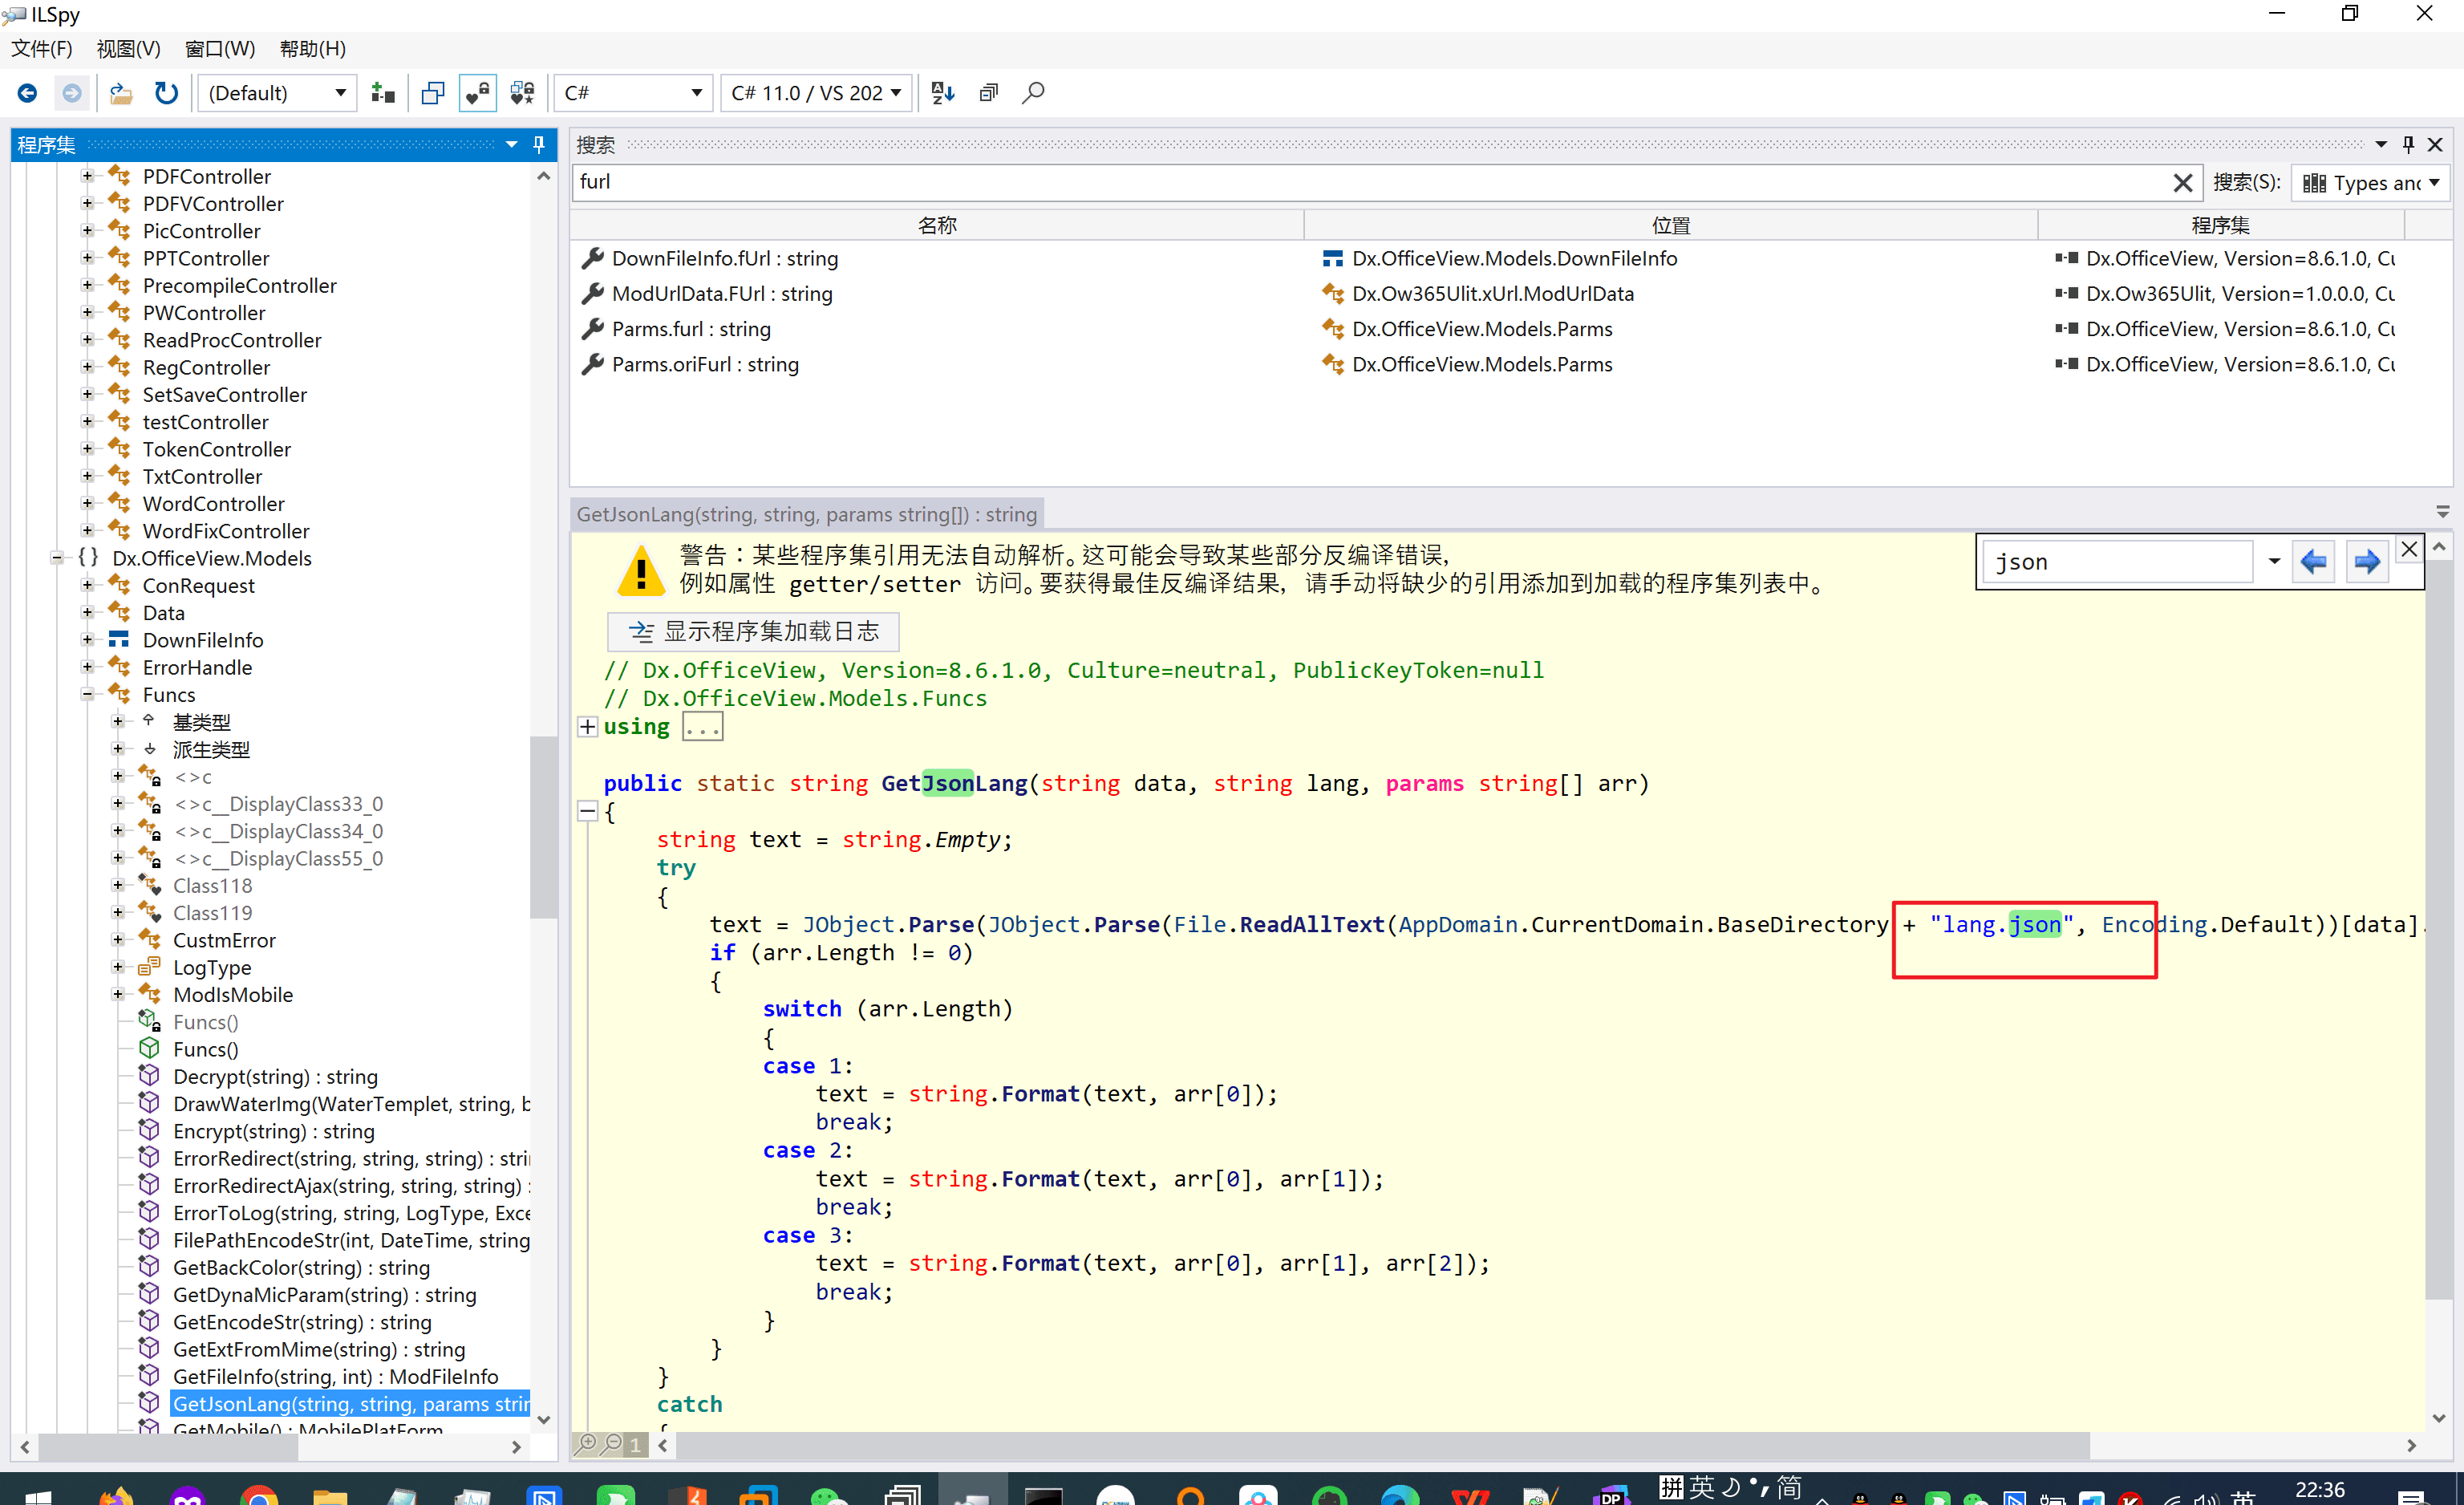 ILSpy
文件(F) 视图(V) 窗口(W) 帮助(H)
(Default) C# C# 11.0 / VS 202
程序集
PDFController
PDFVController
PicController
PPTController
PrecompileController
PWController
ReadProcController
RegController
SetSaveController
testController
TokenController
TxtController
WordController
WordFixController
{ } Dx.OfficeView.Models
ConRequest
Data
DownFileInfo
ErrorHandle
Funcs
基类型
派生类型
<>c
<>c__DisplayClass33_0
<>c__DisplayClass34_0
<>c__DisplayClass55_0
Class118
Class119
CustmError
LogType
ModIsMobile
Funcs()
Funcs()
Decrypt(string) : string
DrawWaterImg(WaterTemplet, string, b
Encrypt(string) : string
ErrorRedirect(string, string, string) : stri
ErrorRedirectAjax(string, string, string) :
ErrorToLog(string, string, LogType, Exce
FilePathEncodeStr(int, DateTime, string
GetBackColor(string) : string
GetDynaMicParam(string) : string
GetEncodeStr(string) : string
GetExtFromMime(string) : string
GetFileInfo(string, int) : ModFileInfo
GetJsonLang(string, string, params strin
GetMobile() : MobilePlatForm
搜索
furl 搜索(S): Types and
名称 位置 程序集
DownFileInfo.fUrl : string Dx.OfficeView.Models.DownFileInfo Dx.OfficeView, Version=8.6.1.0, Cu
ModUrlData.FUrl : string Dx.Ow365Ulit.xUrl.ModUrlData Dx.Ow365Ulit, Version=1.0.0.0, Cu
Parms.furl : string Dx.OfficeView.Models.Parms Dx.OfficeView, Version=8.6.1.0, Cu
Parms.oriFurl : string Dx.OfficeView.Models.Parms Dx.OfficeView, Version=8.6.1.0, Cu
GetJsonLang(string, string, params string[]) : string
警告：某些程序集引用无法自动解析。这可能会导致某些部分反编译错误，
例如属性 getter/setter 访问。要获得最佳反编译结果，请手动将缺少的引用添加到加载的程序集列表中。
json
显示程序集加载日志
// Dx.OfficeView, Version=8.6.1.0, Culture=neutral, PublicKeyToken=null
// Dx.OfficeView.Models.Funcs
using ...
public static string GetJsonLang(string data, string lang, params string[] arr)
{
string text = string.Empty;
try
{
text = JObject.Parse(JObject.Parse(File.ReadAllText(AppDomain.CurrentDomain.BaseDirectory + "lang.json", Encoding.Default))[data].
if (arr.Length != 0)
{
switch (arr.Length)
{
case 1:
text = string.Format(text, arr[0]);
break;
case 2:
text = string.Format(text, arr[0], arr[1]);
break;
case 3:
text = string.Format(text, arr[0], arr[1], arr[2]);
break;
}
}
}
catch
{
1
拼 英 简
22:36
英
DP